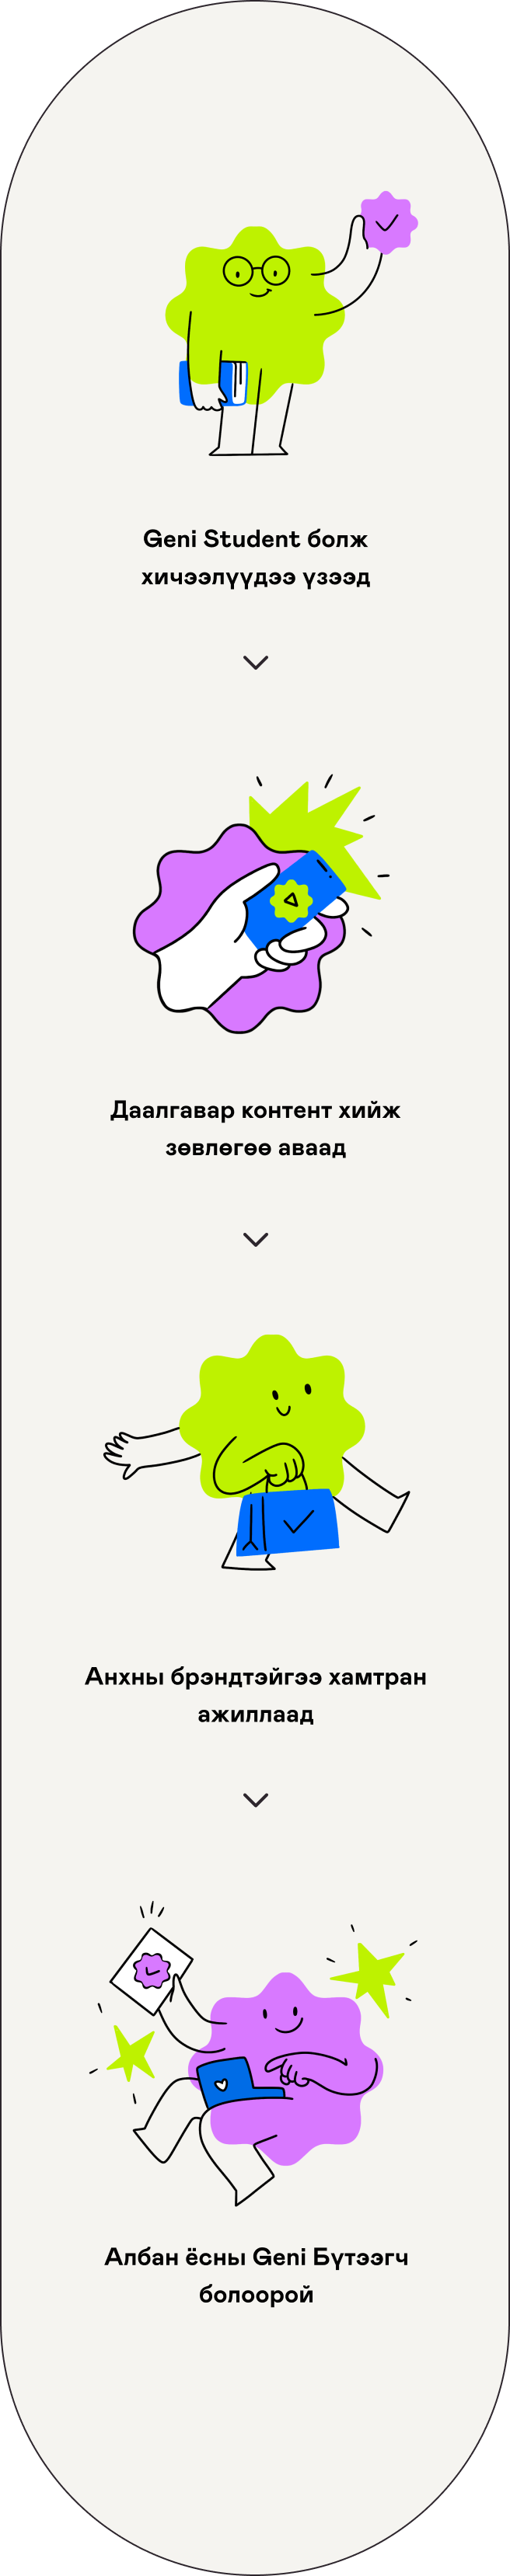 Geni Student болж
хичээлүүдээ үзээд
Даалгавар контент хийж
зөвлөгөө аваад
Анхны брэндтэйгээ хамтран
ажиллаад
Албан ёсны Geni Бүтээгч
болоорой